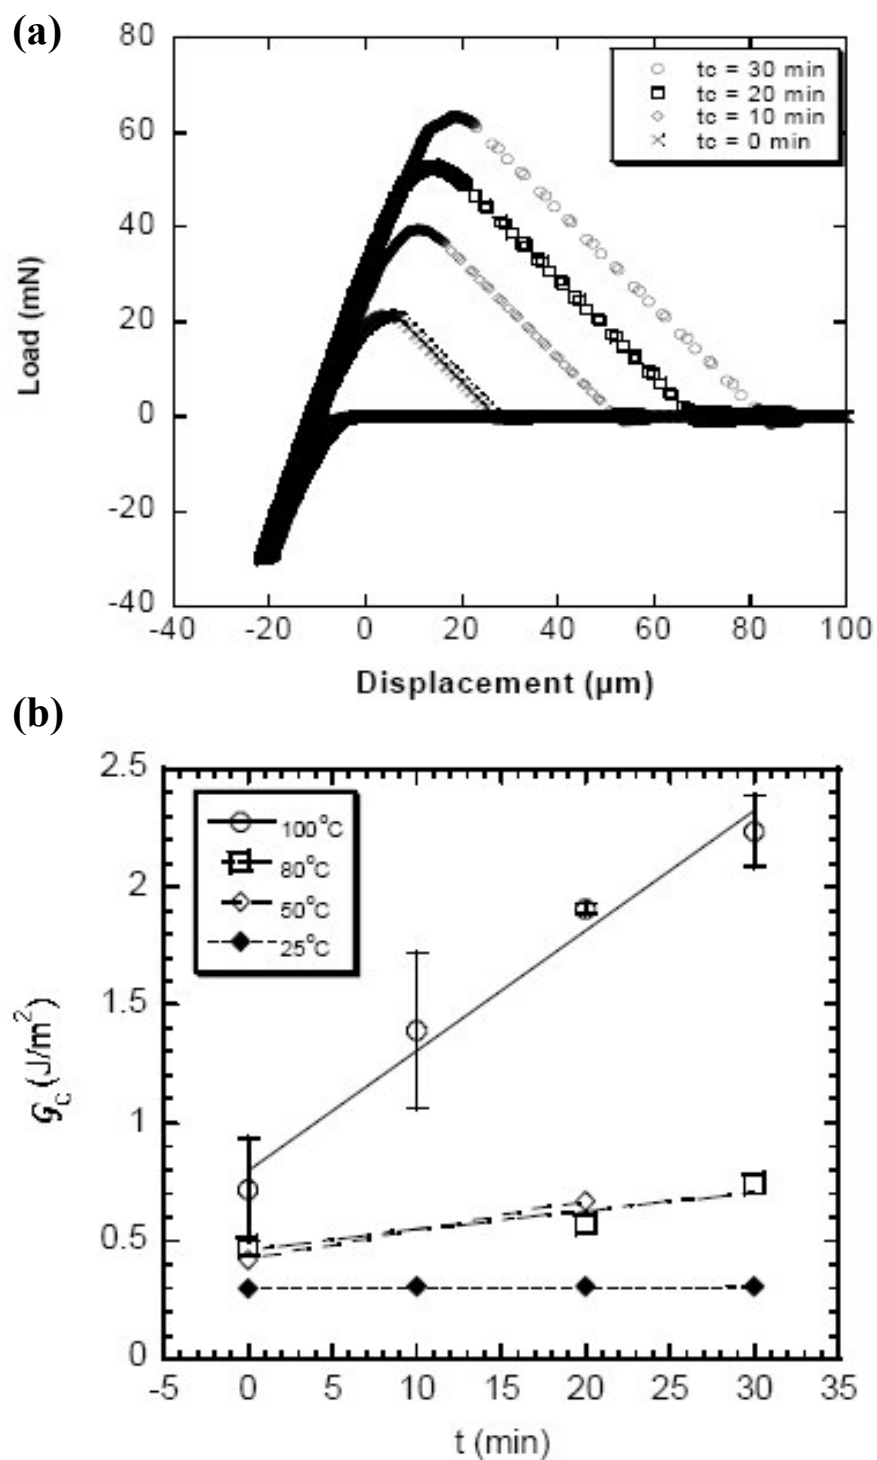 (a)
80
60
40
20
0
-20
-40
Load (mN)
tc = 30 min
tc = 20 min
tc = 10 min
tc = 0 min
-40 -20 0 20 40 60 80 100
Displacement (µm)
(b)
2.5
2
1.5
1
0.5
0
𝒢c (J/m²)
100°C
80°C
50°C
25°C
-5 0 5 10 15 20 25 30 35
t (min)